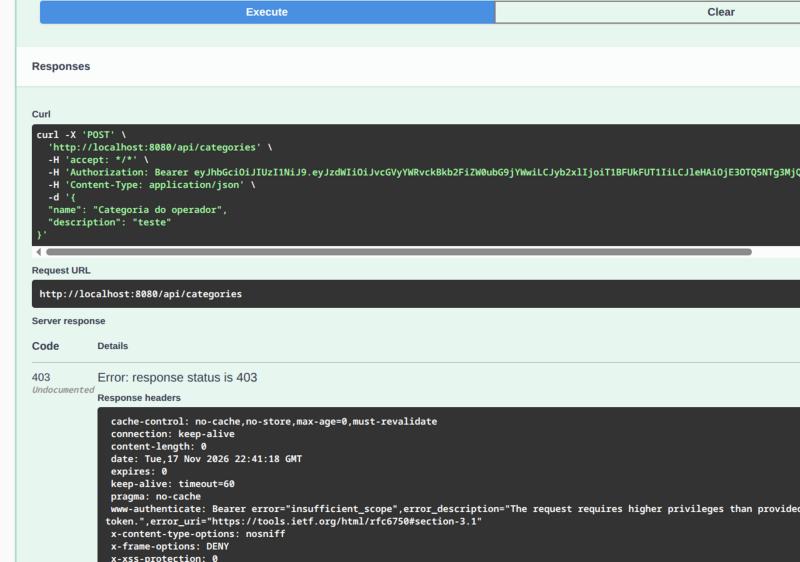 Execute
Clear
Responses
Curl
curl -X 'POST' \
'http://localhost:8080/api/categories' \
-H 'accept: */*' \
-H 'Authorization: Bearer eyJhbGciOiJIUzI1NiJ9.eyJzdWIiOiJvcGVyYWRvckBkb2FiZW0ubG9jYWwiLCJyb2xlIjoiT1BFUkFUT1IiLCJleHAiOjE3OTQ5NTg3MjQ
-H 'Content-Type: application/json' \
-d '{
"name": "Categoria do operador",
"description": "teste"
}'
Request URL
http://localhost:8080/api/categories
Server response
Code
Details
403
Undocumented
Error: response status is 403
Response headers
cache-control: no-cache,no-store,max-age=0,must-revalidate
connection: keep-alive
content-length: 0
date: Tue,17 Nov 2026 22:41:18 GMT
expires: 0
keep-alive: timeout=60
pragma: no-cache
www-authenticate: Bearer error="insufficient_scope",error_description="The request requires higher privileges than provided
token.",error_uri="https://tools.ietf.org/html/rfc6750#section-3.1"
x-content-type-options: nosniff
x-frame-options: DENY
x-xss-protection: 0